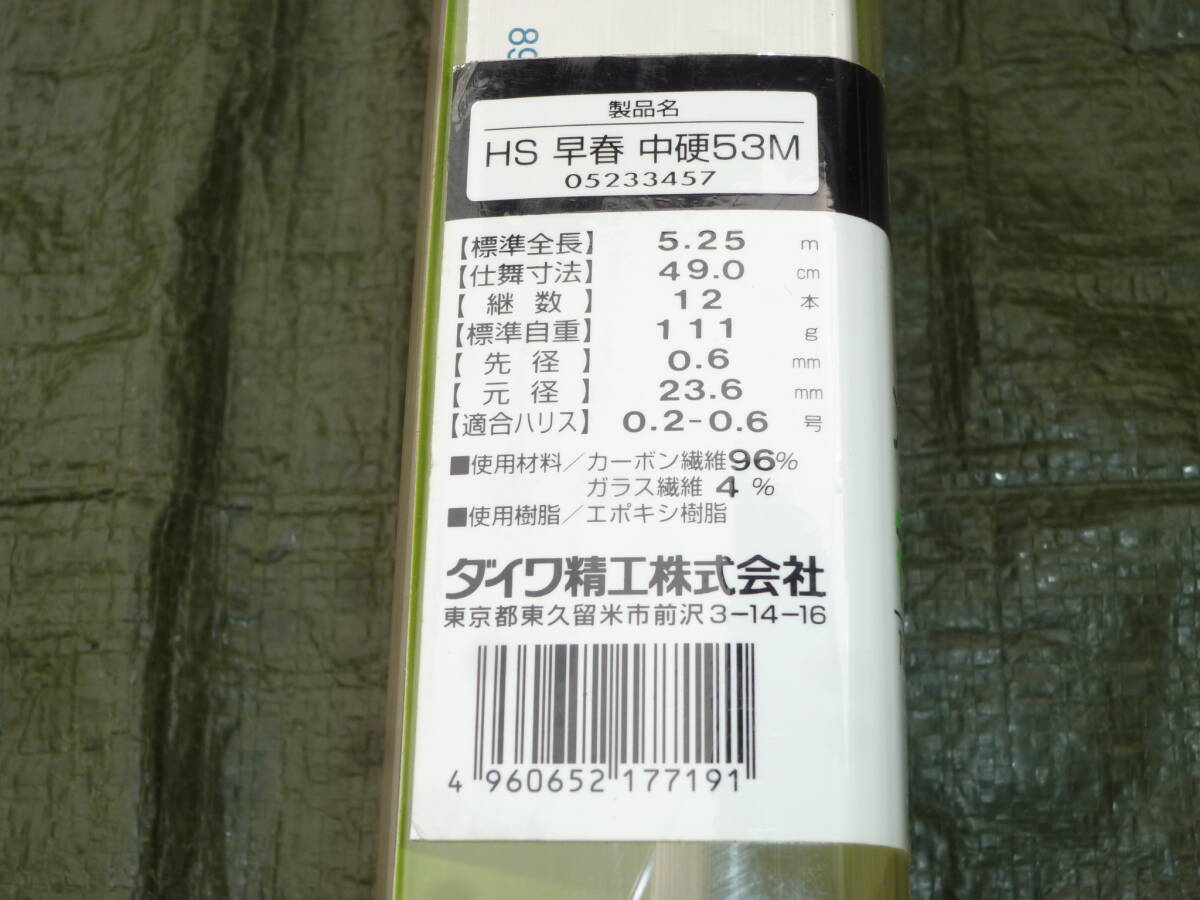 89
製品名
HS 早春 中硬53M
05233457
【標準全長】 5.25 m
【仕舞寸法】 49.0 cm
【 継 数 】 12 本
【標準自重】 111 g
【 先 径 】 0.6 mm
【 元 径 】 23.6 mm
【適合ハリス】 0.2-0.6 号
■使用材料/カーボン繊維96%
ガラス繊維 4 %
■使用樹脂/エポキシ樹脂
ダイワ精工株式会社
東京都東久留米市前沢3-14-16
4 960652 177191